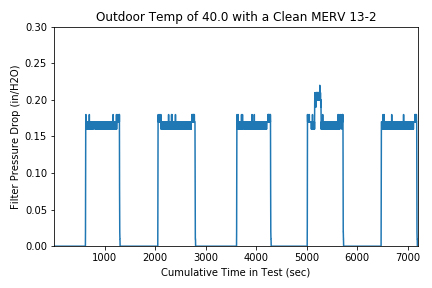 Outdoor Temp of 40.0 with a Clean MERV 13-2
0.30
0.25
0.20
0.15
0.10
0.05
0.00
Filter Pressure Drop (in/H2O)
1000 2000 3000 4000 5000 6000 7000
Cumulative Time in Test (sec)